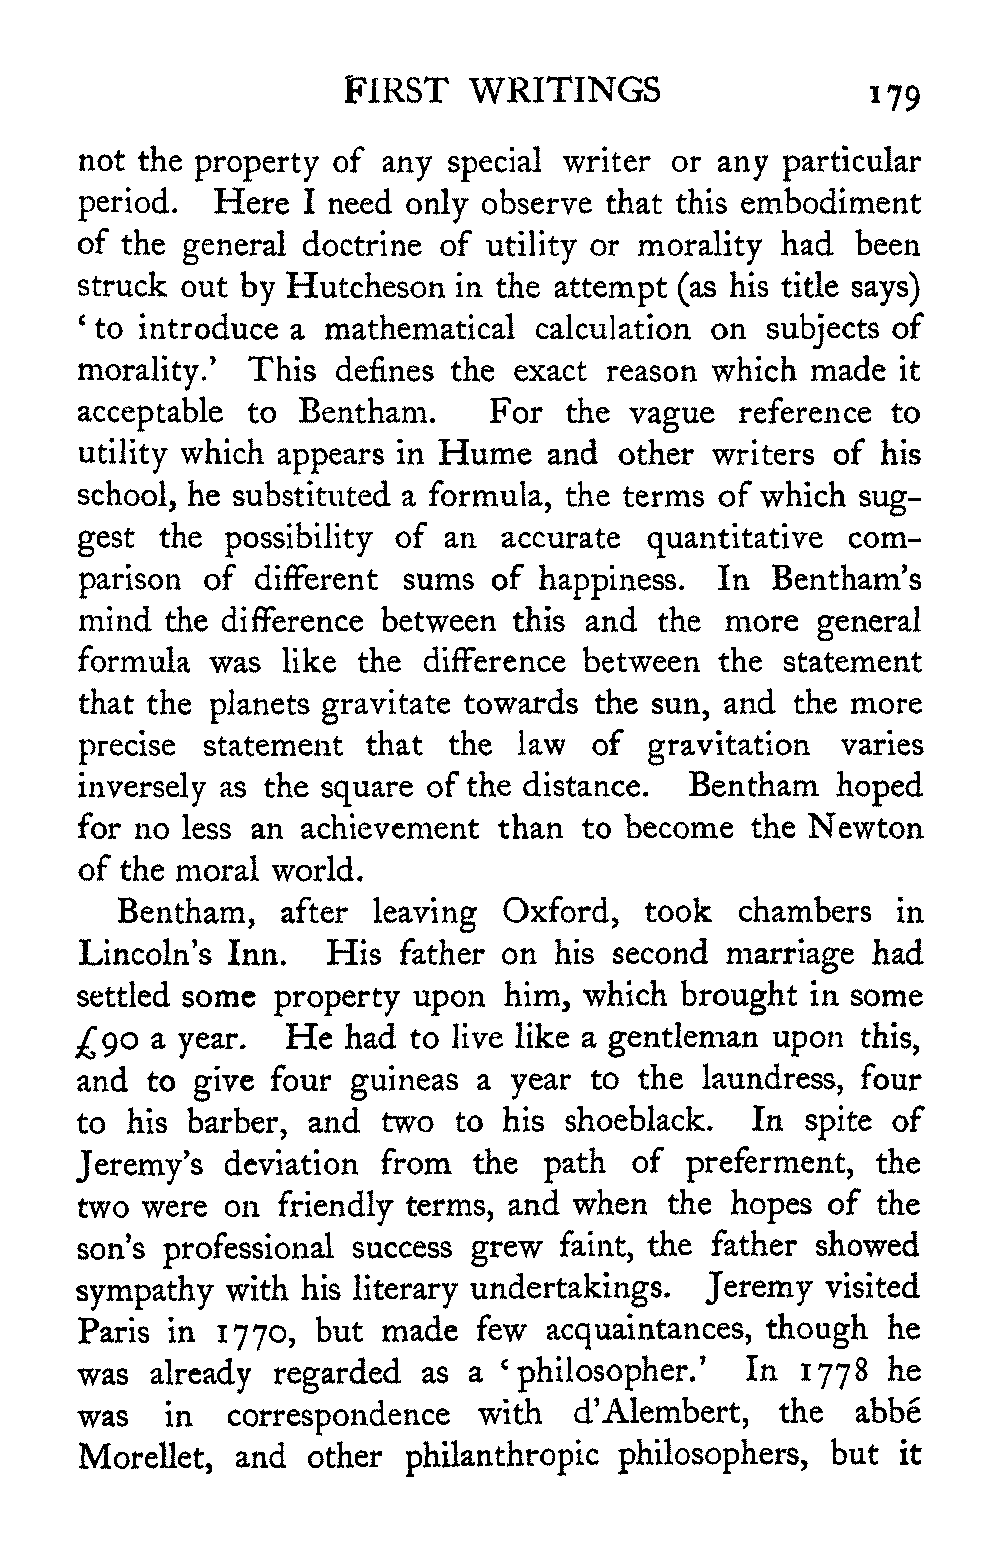 FIRST WRITINGS 179
not the property of any special writer or any particular
period. Here I need only observe that this embodiment
of the general doctrine of utility or morality had been
struck out by Hutcheson in the attempt (as his title says)
‘to introduce a mathematical calculation on subjects of
morality.’ This defines the exact reason which made it
acceptable to Bentham. For the vague reference to
utility which appears in Hume and other writers of his
school, he substituted a formula, the terms of which sug-
gest the possibility of an accurate quantitative com-
parison of different sums of happiness. In Bentham’s
mind the difference between this and the more general
formula was like the difference between the statement
that the planets gravitate towards the sun, and the more
precise statement that the law of gravitation varies
inversely as the square of the distance. Bentham hoped
for no less an achievement than to become the Newton
of the moral world.
Bentham, after leaving Oxford, took chambers in
Lincoln’s Inn. His father on his second marriage had
settled some property upon him, which brought in some
£90 a year. He had to live like a gentleman upon this,
and to give four guineas a year to the laundress, four
to his barber, and two to his shoeblack. In spite of
Jeremy’s deviation from the path of preferment, the
two were on friendly terms, and when the hopes of the
son’s professional success grew faint, the father showed
sympathy with his literary undertakings. Jeremy visited
Paris in 1770, but made few acquaintances, though he
was already regarded as a ‘philosopher.’ In 1778 he
was in correspondence with d’Alembert, the abbé
Morellet, and other philanthropic philosophers, but it